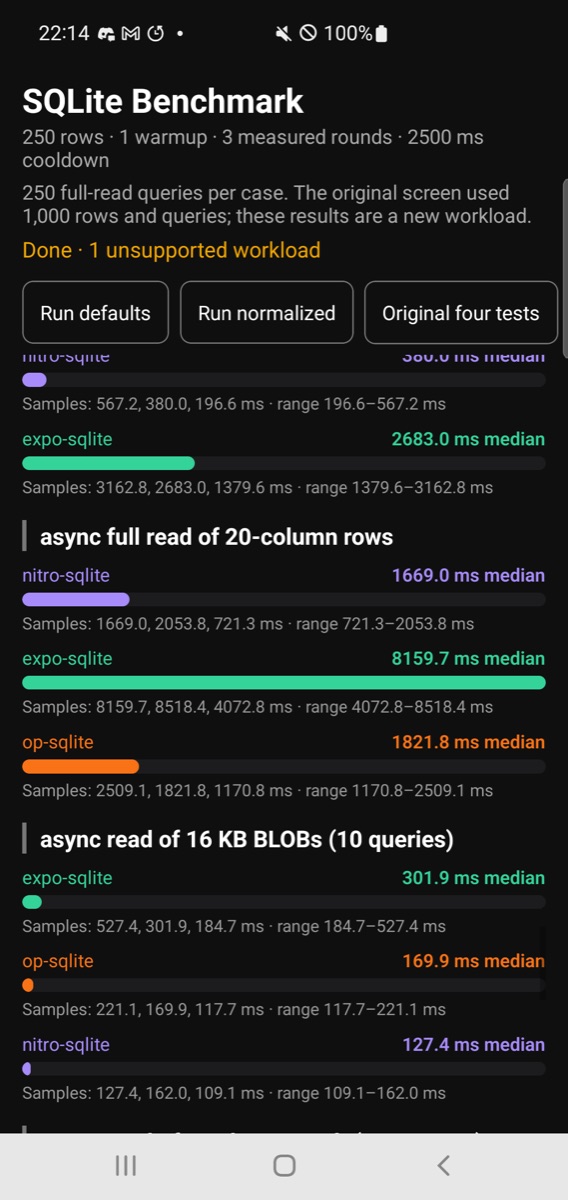 22:14
100%
SQLite Benchmark
250 rows · 1 warmup · 3 measured rounds · 2500 ms
cooldown
250 full-read queries per case. The original screen used
1,000 rows and queries; these results are a new workload.
Done · 1 unsupported workload
Run defaults
Run normalized
Original four tests
nitro-sqlite
380.0 ms median
Samples: 567.2, 380.0, 196.6 ms · range 196.6–567.2 ms
expo-sqlite
2683.0 ms median
Samples: 3162.8, 2683.0, 1379.6 ms · range 1379.6–3162.8 ms
async full read of 20-column rows
nitro-sqlite
1669.0 ms median
Samples: 1669.0, 2053.8, 721.3 ms · range 721.3–2053.8 ms
expo-sqlite
8159.7 ms median
Samples: 8159.7, 8518.4, 4072.8 ms · range 4072.8–8518.4 ms
op-sqlite
1821.8 ms median
Samples: 2509.1, 1821.8, 1170.8 ms · range 1170.8–2509.1 ms
async read of 16 KB BLOBs (10 queries)
expo-sqlite
301.9 ms median
Samples: 527.4, 301.9, 184.7 ms · range 184.7–527.4 ms
op-sqlite
169.9 ms median
Samples: 221.1, 169.9, 117.7 ms · range 117.7–221.1 ms
nitro-sqlite
127.4 ms median
Samples: 127.4, 162.0, 109.1 ms · range 109.1–162.0 ms